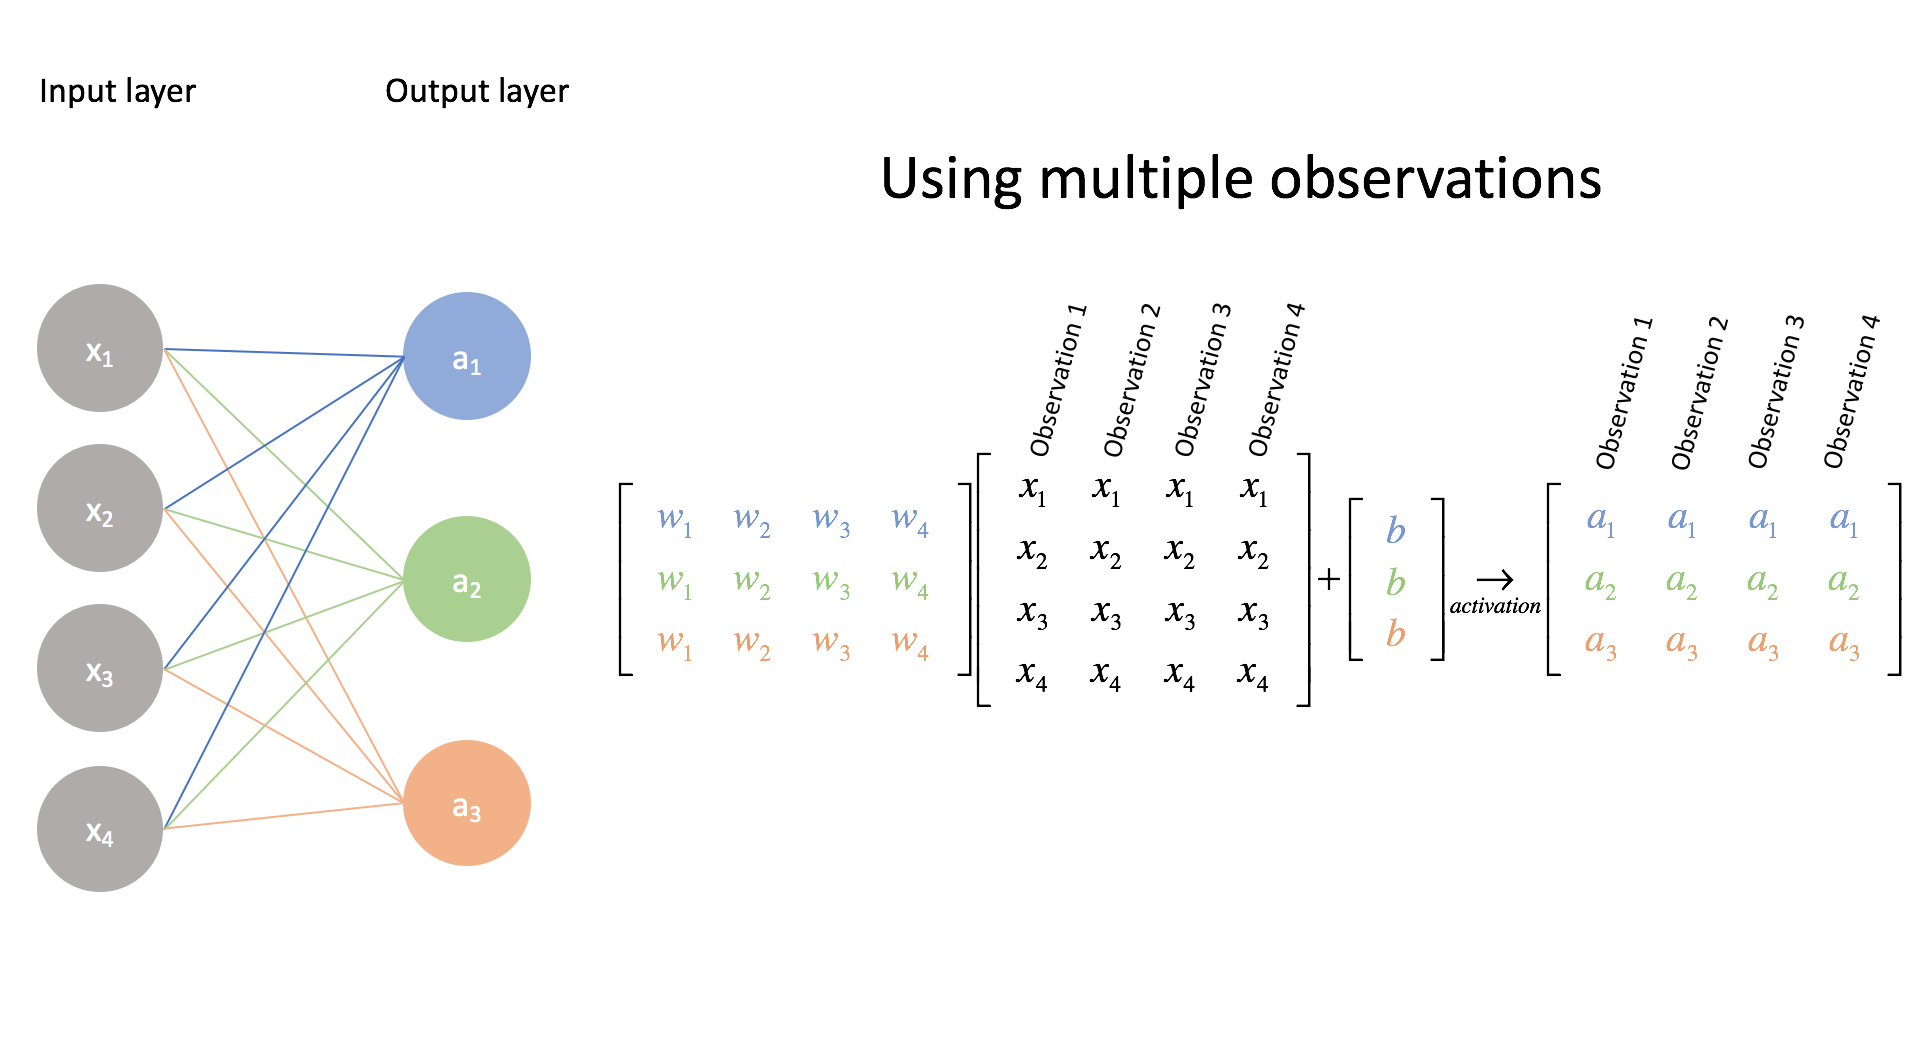 Input layer
Output layer
Using multiple observations
x1
x2
x3
x4
a1
a2
a3
Observation 1 Observation 2 Observation 3 Observation 4
w1 w2 w3 w4
w1 w2 w3 w4
w1 w2 w3 w4
x1 x1 x1 x1
x2 x2 x2 x2
x3 x3 x3 x3
x4 x4 x4 x4
+
b
b
b
→
activation
Observation 1 Observation 2 Observation 3 Observation 4
a1 a1 a1 a1
a2 a2 a2 a2
a3 a3 a3 a3